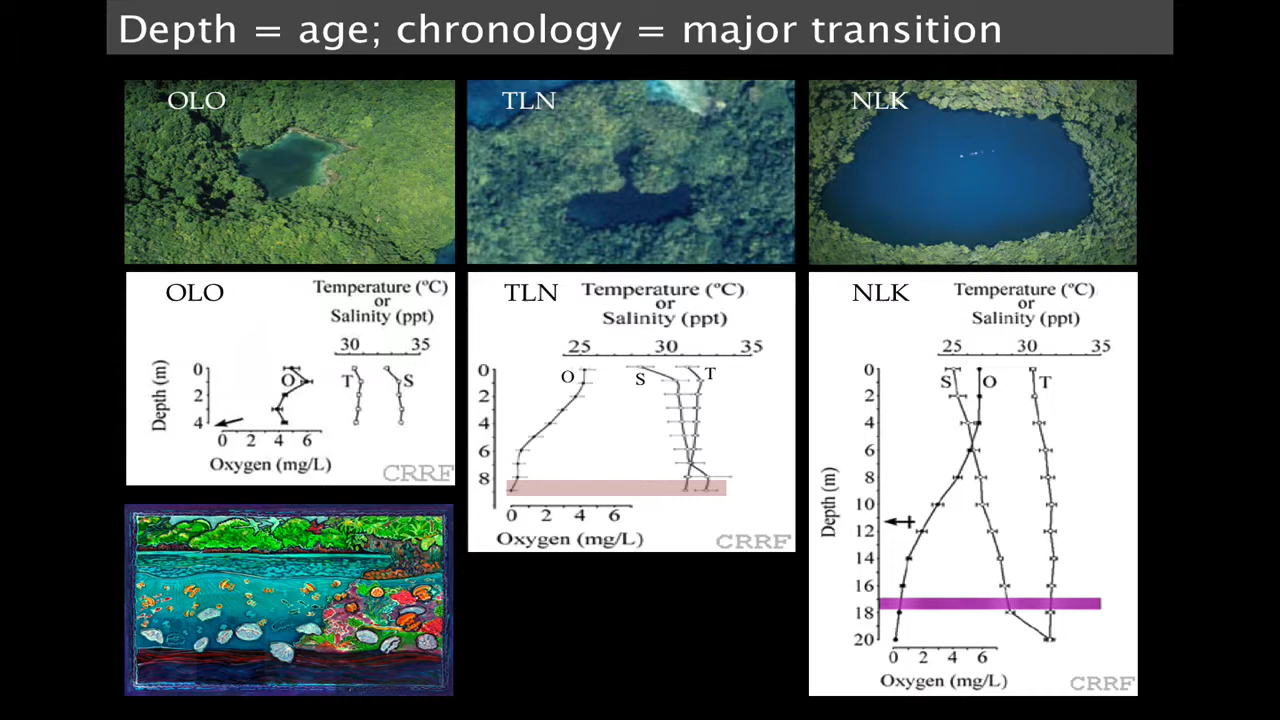 Depth = age; chronology = major transition
OLO
TLN
NLK
OLO
Temperature (ºC)
or
Salinity (ppt)
30 35
0
2
4
Depth (m)
O T S
0 2 4 6
Oxygen (mg/L)
CRRF
TLN
Temperature (ºC)
or
Salinity (ppt)
25 30 35
0
2
4
6
8
O S T
0 2 4 6
Oxygen (mg/L)
CRRF
NLK
Temperature (ºC)
or
Salinity (ppt)
25 30 35
0
2
4
6
8
10
12
14
16
18
20
Depth (m)
S O T
0 2 4 6
Oxygen (mg/L)
CRRF